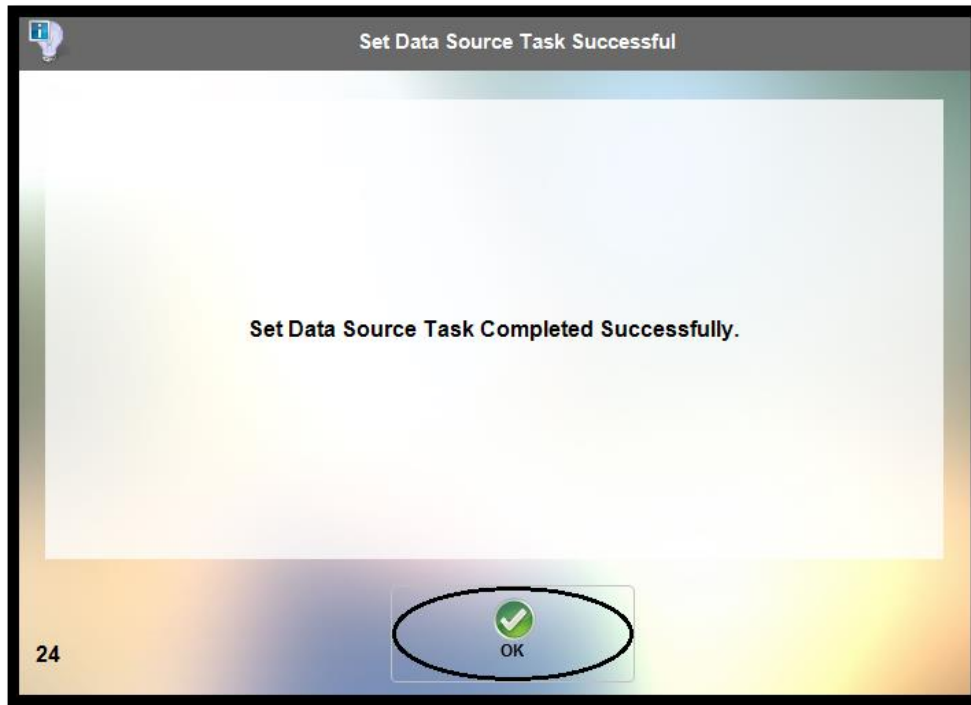 Set Data Source Task Successful
Set Data Source Task Completed Successfully.
OK
24